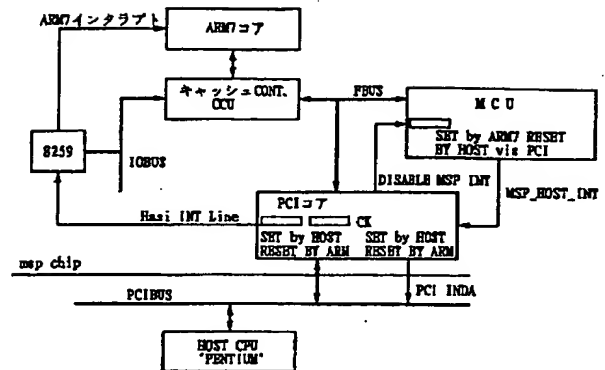 ARM7インタラプト
ARM7コア
キャッシュCONT.
CCU
FBUS
MCU
SET by ARM7 RESET
BY HOST vis PCI
8259
IOBUS
DISABLE MSP INT
MSP_HOST_INT
PCIコア
Hasi INT Line
CK
SET by HOST
RESET BY ARM
SET by HOST
RESET BY ARM
msp chip
PCIBUS
PCI INDA
HOST CPU
"PENTIUM"